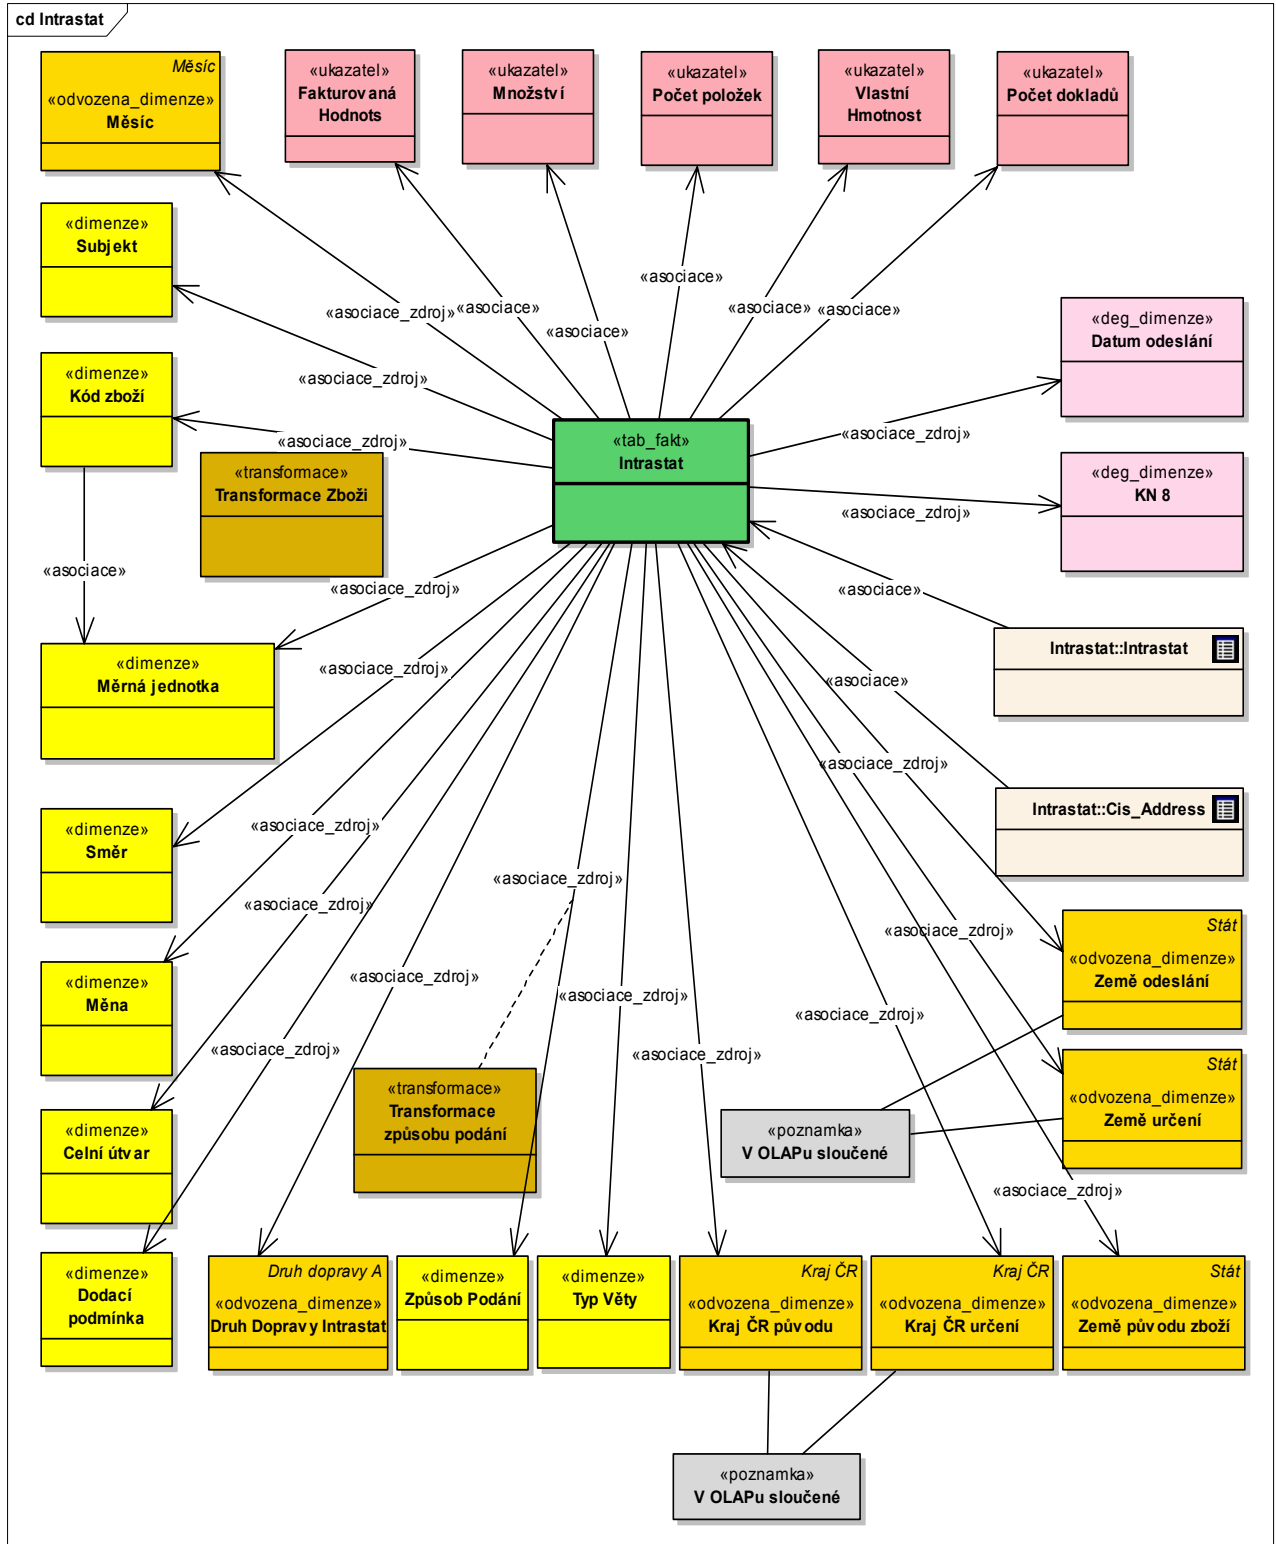 cd Intrastat
Měsíc
«odvozena_dimenze»
Měsíc
«ukazatel»
Fakturovaná
Hodnots
«ukazatel»
Množství
«ukazatel»
Počet položek
«ukazatel»
Vlastní
Hmotnost
«ukazatel»
Počet dokladů
«dimenze»
Subjekt
«asociace»
«asociace_zdroj»
«asociace»
«asociace»
«asociace»
«asociace»
«deg_dimenze»
Datum odeslání
«dimenze»
Kód zboží
«asociace_zdroj»
«asociace_zdroj»
«asociace_zdroj»
«tab_fakt»
Intrastat
«transformace»
Transformace Zboži
«deg_dimenze»
KN 8
«asociace_zdroj»
«asociace»
«asociace_zdroj»
«asociace»
Intrastat::Intrastat
«dimenze»
Měrná jednotka
«asociace_zdroj»
«asociace»
«asociace_zdroj»
Intrastat::Cis_Address
«dimenze»
Směr
«asociace_zdroj»
«asociace_zdroj»
«asociace_zdroj»
Stát
«odvozena_dimenze»
Země odeslání
«asociace_zdroj»
«dimenze»
Měna
«asociace_zdroj»
«asociace_zdroj»
«asociace_zdroj»
«asociace_zdroj»
«asociace_zdroj»
Stát
«odvozena_dimenze»
Země určení
«transformace»
Transformace
způsobu podání
«dimenze»
Celní útvar
«poznamka»
V OLAPu sloučené
«asociace_zdroj»
«dimenze»
Dodací
podmínka
Druh dopravy A
«odvozena_dimenze»
Druh Dopravy Intrastat
«dimenze»
Způsob Podání
«dimenze»
Typ Věty
Kraj ČR
«odvozena_dimenze»
Kraj ČR původu
Kraj ČR
«odvozena_dimenze»
Kraj ČR určení
Stát
«odvozena_dimenze»
Země původu zboží
«poznamka»
V OLAPu sloučené